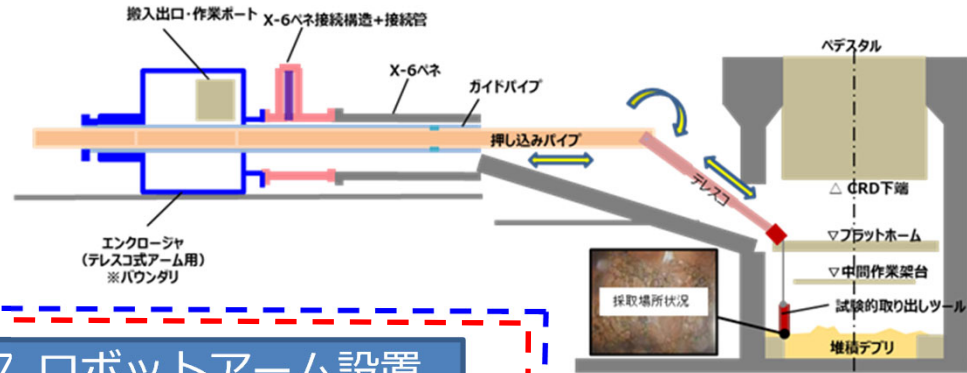 搬入出口・作業ポート
X-6ペネ接続構造+接続管
X-6ペネ
ガイドパイプ
押し込みパイプ
テレスコ
ペデスタル
△ CRD下端
▽プラットホーム
▽中間作業架台
試験的取り出しツール
堆積デブリ
採取場所状況
エンクロージャ
(テレスコ式アーム用)
※バウンダリ
ロボットアーム設置